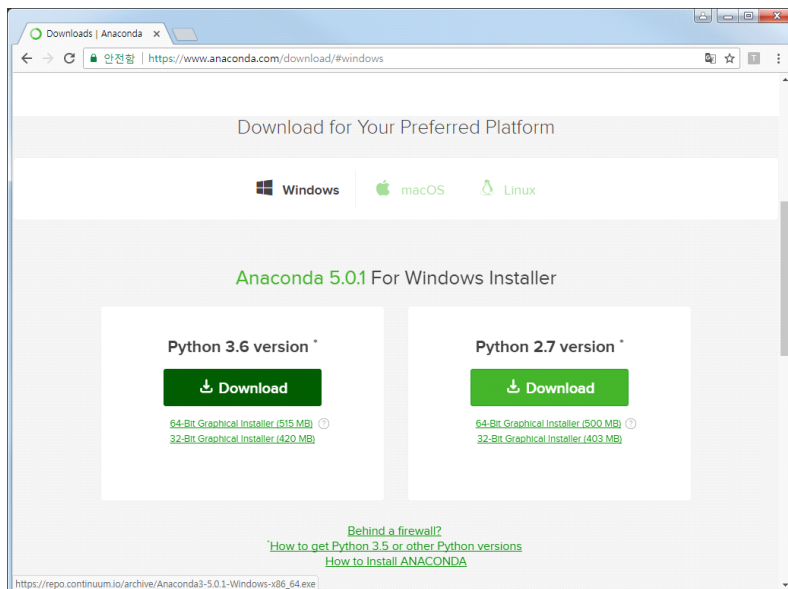 Downloads | Anaconda
안전함 | https://www.anaconda.com/download/#windows
Download for Your Preferred Platform
Windows macOS Linux
Anaconda 5.0.1 For Windows Installer
Python 3.6 version *
Download
64-Bit Graphical Installer (515 MB) ?
32-Bit Graphical Installer (420 MB)
Python 2.7 version *
Download
64-Bit Graphical Installer (500 MB) ?
32-Bit Graphical Installer (403 MB)
Behind a firewall?
*How to get Python 3.5 or other Python versions
How to Install ANACONDA
https://repo.continuum.io/archive/Anaconda3-5.0.1-Windows-x86_64.exe